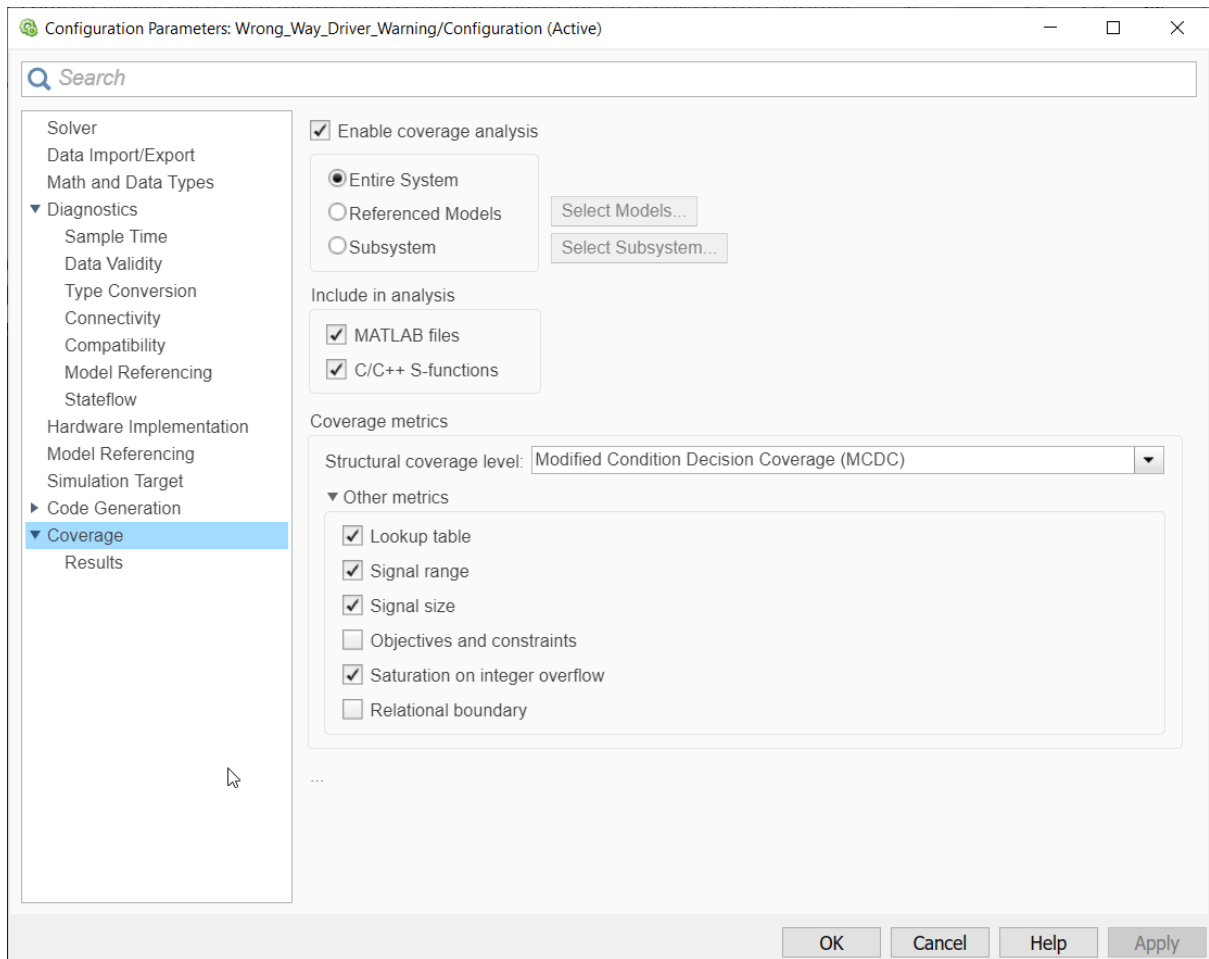 Configuration Parameters: Wrong_Way_Driver_Warning/Configuration (Active)
Search
Solver
Data Import/Export
Math and Data Types
Diagnostics
Sample Time
Data Validity
Type Conversion
Connectivity
Compatibility
Model Referencing
Stateflow
Hardware Implementation
Model Referencing
Simulation Target
Code Generation
Coverage
Results
Enable coverage analysis
Entire System
Referenced Models
Select Models...
Subsystem
Select Subsystem...
Include in analysis
MATLAB files
C/C++ S-functions
Coverage metrics
Structural coverage level: Modified Condition Decision Coverage (MCDC)
Other metrics
Lookup table
Signal range
Signal size
Objectives and constraints
Saturation on integer overflow
Relational boundary
...
OK
Cancel
Help
Apply